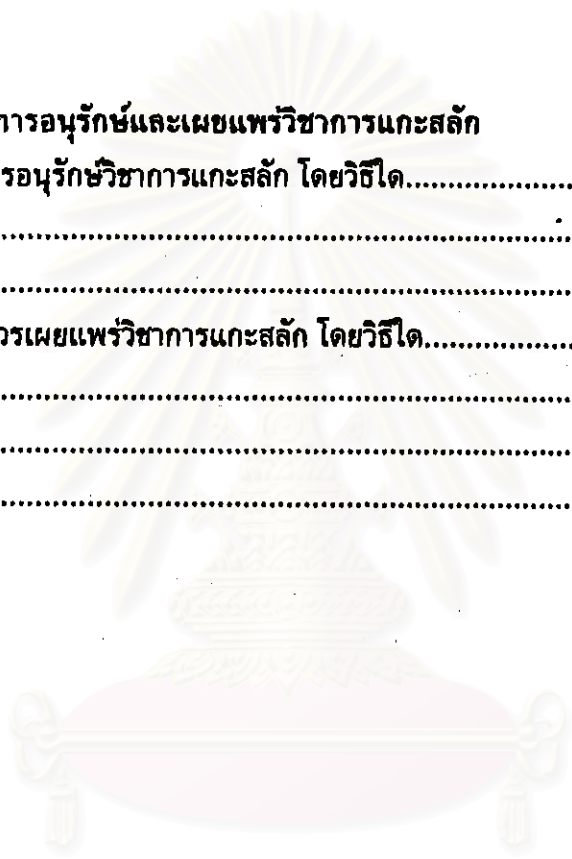 การอนุรักษ์และเผยแพร่วิชาการแกะสลัก
รอนุรักษ์วิชาการแกะสลัก โดยวิธีใด....................
............................................................
............................................................
วรเผยแพร่วิชาการแกะสลัก โดยวิธีใด.................
............................................................
............................................................
............................................................